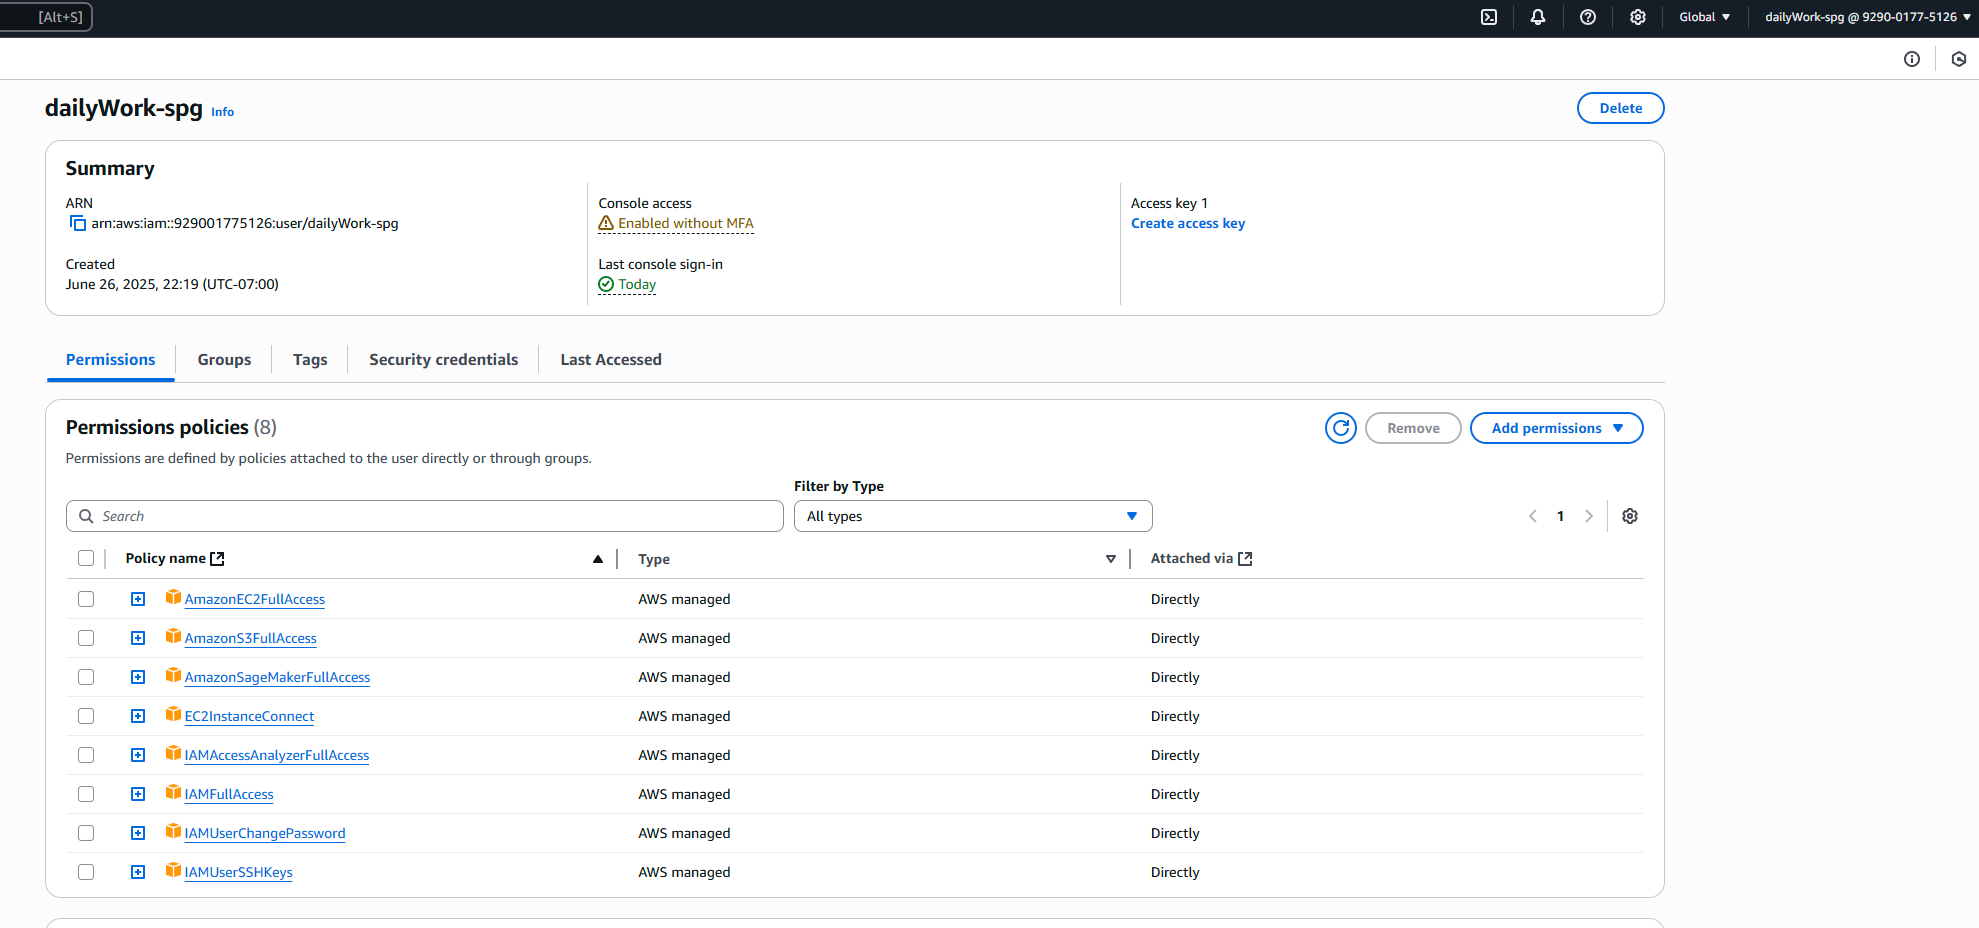 [Alt+S]
Global
dailyWork-spg @ 9290-0177-5126
dailyWork-spg Info
Delete
Summary
ARN
arn:aws:iam::929001775126:user/dailyWork-spg
Created
June 26, 2025, 22:19 (UTC-07:00)
Console access
Enabled without MFA
Last console sign-in
Today
Access key 1
Create access key
Permissions
Groups
Tags
Security credentials
Last Accessed
Permissions policies (8)
Permissions are defined by policies attached to the user directly or through groups.
Remove
Add permissions
Filter by Type
Search
All types
1
Policy name Type Attached via
AmazonEC2FullAccess AWS managed Directly
AmazonS3FullAccess AWS managed Directly
AmazonSageMakerFullAccess AWS managed Directly
EC2InstanceConnect AWS managed Directly
IAMAccessAnalyzerFullAccess AWS managed Directly
IAMFullAccess AWS managed Directly
IAMUserChangePassword AWS managed Directly
IAMUserSSHKeys AWS managed Directly